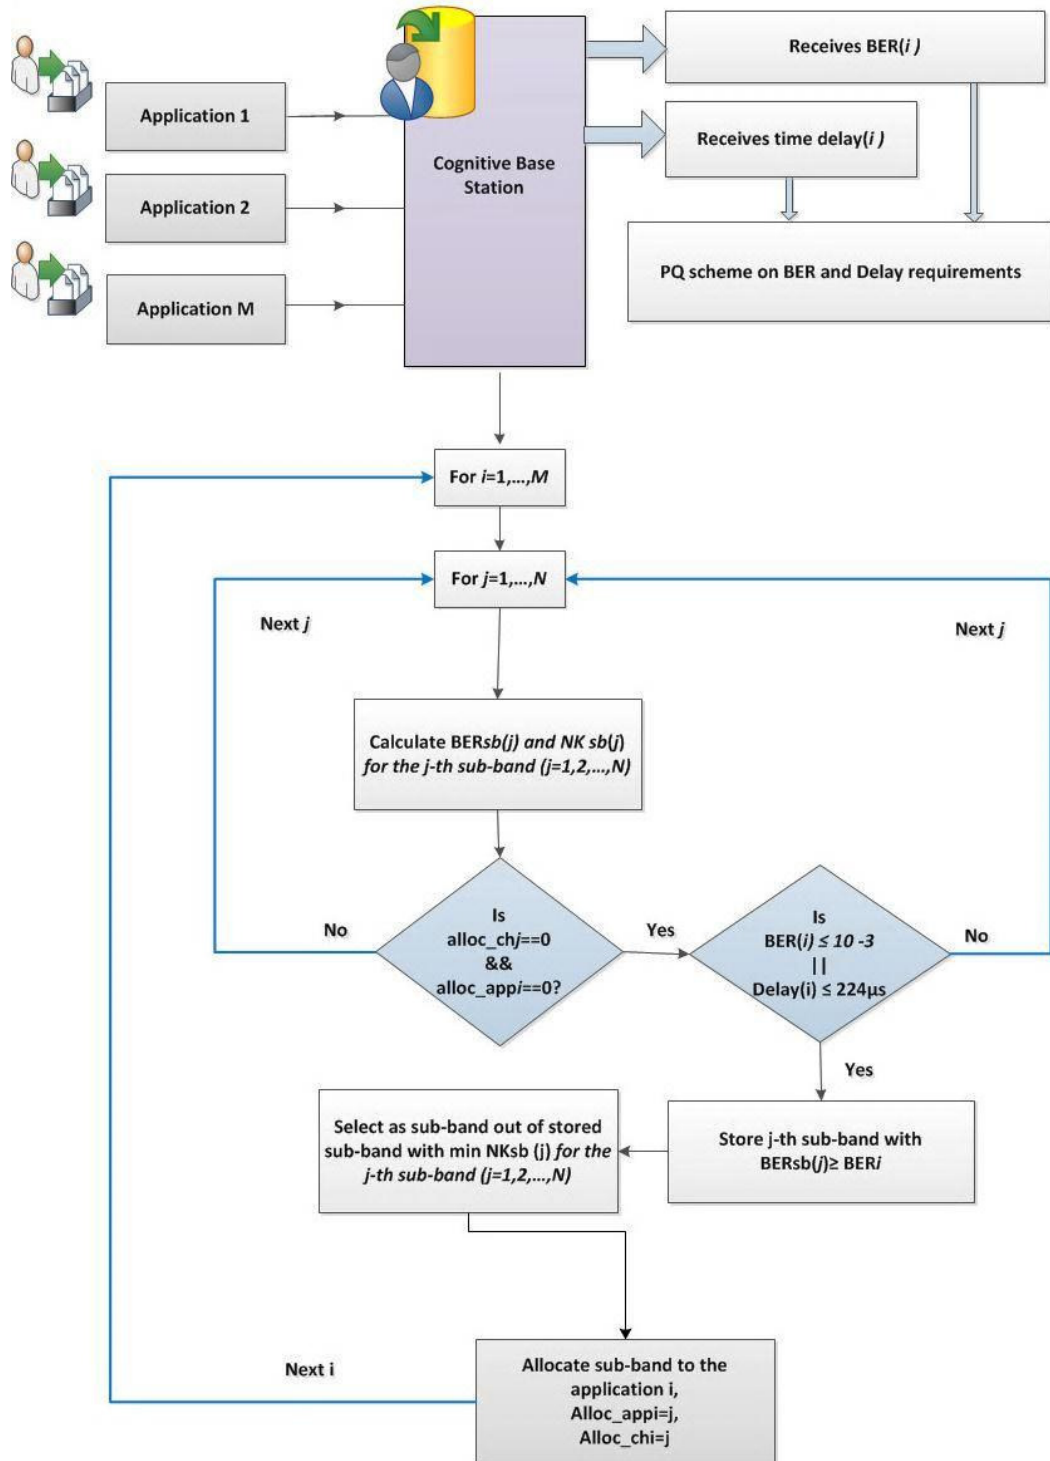 Receives BER(i )
Application 1
Receives time delay(i )
Cognitive Base
Station
Application 2
PQ scheme on BER and Delay requirements
Application M
For i=1,...,M
For j=1,...,N
Next j
Next j
Calculate BERsb(j) and NK sb(j)
for the j-th sub-band (j=1,2,...,N)
No
Is
alloc_chj==0
&&
alloc_appi==0?
Yes
Is
BER(i) ≤ 10 -3
||
Delay(i) ≤ 224μs
No
Yes
Select as sub-band out of stored
sub-band with min NKsb (j) for the
j-th sub-band (j=1,2,...,N)
Store j-th sub-band with
BERsb(j)≥ BERi
Next i
Allocate sub-band to the
application i,
Alloc_appi=j,
Alloc_chi=j